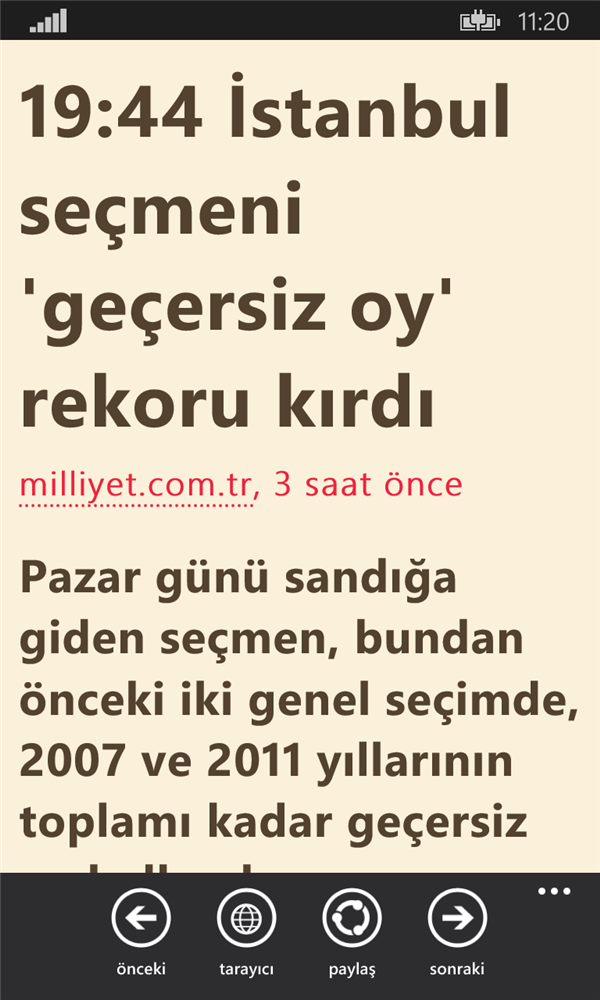 11:20
19:44 İstanbul
seçmeni
'geçersiz oy'
rekoru kırdı
milliyet.com.tr, 3 saat önce
Pazar günü sandığa
giden seçmen, bundan
önceki iki genel seçimde,
2007 ve 2011 yıllarının
toplamı kadar geçersiz
önceki
tarayıcı
paylaş
sonraki